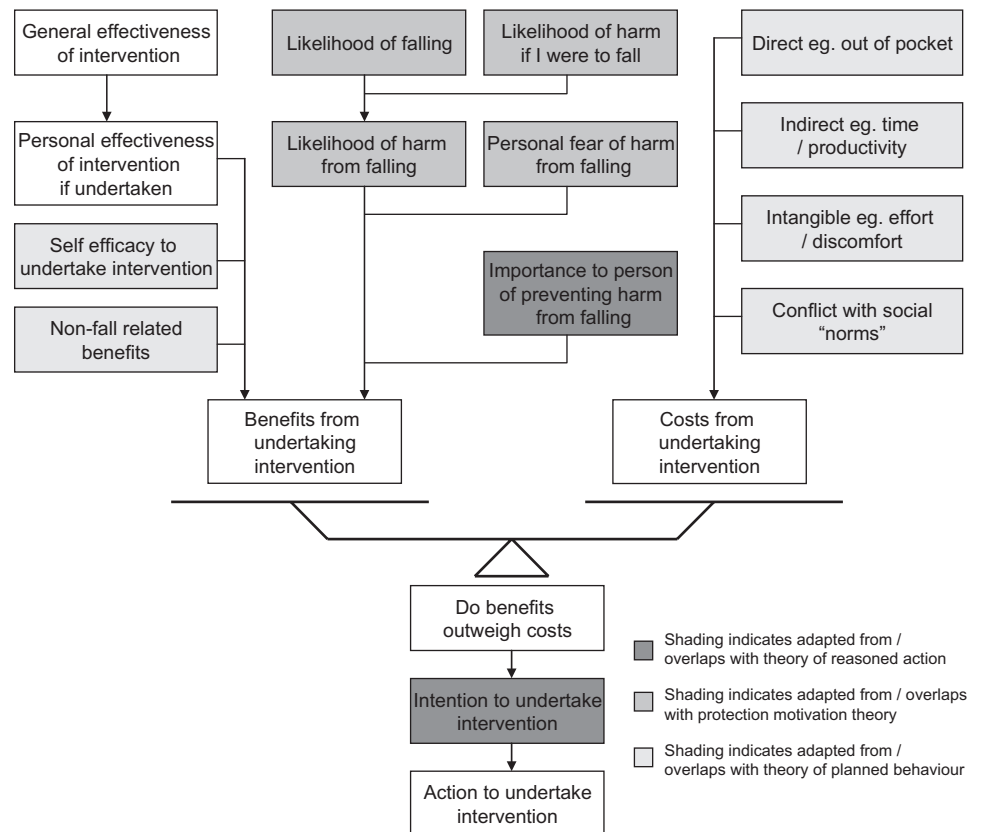 General effectiveness
of intervention
Likelihood of falling
Likelihood of harm
if I were to fall
Direct eg. out of pocket
Personal effectiveness
of intervention
if undertaken
Likelihood of harm
from falling
Personal fear of harm
from falling
Indirect eg. time
/ productivity
Self efficacy to
undertake intervention
Intangible eg. effort
/ discomfort
Importance to person
of preventing harm
from falling
Non-fall related
benefits
Conflict with social
“norms”
Benefits from
undertaking
intervention
Costs from
undertaking
intervention
Do benefits
outweigh costs
Intention to undertake
intervention
Action to undertake
intervention
Shading indicates adapted from /
overlaps with theory of reasoned action
Shading indicates adapted from / overlaps
with protection motivation theory
Shading indicates adapted from /
overlaps with theory of planned behaviour